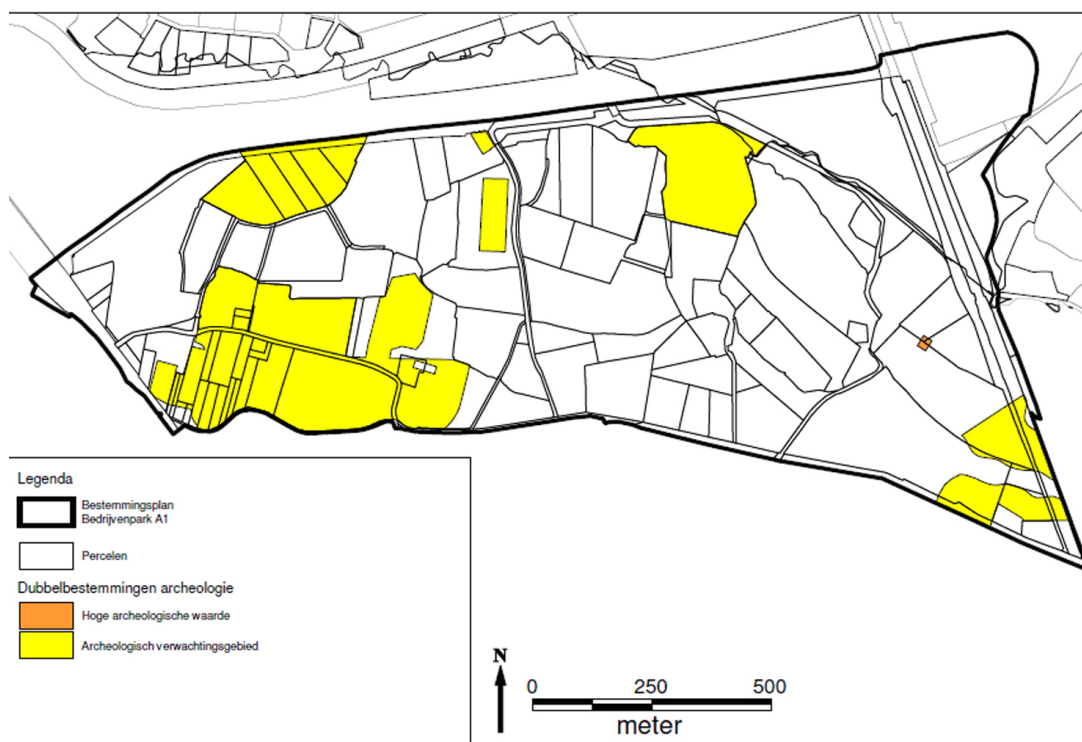 Legenda
Bestemmingsplan
Bedrijvenpark A1
Percelen
Dubbelbestemmingen archeologie
Hoge archeologische waarde
Archeologisch verwachtingsgebied
N
0 250 500
meter